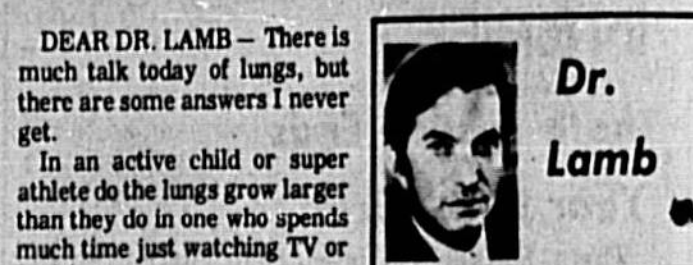 DEAR DR. LAMB — There is
much talk today of lungs, but
there are some answers I never
get.
In an active child or super
athlete do the lungs grow larger
than they do in one who spends
much time just watching TV or
Dr.
Lamb